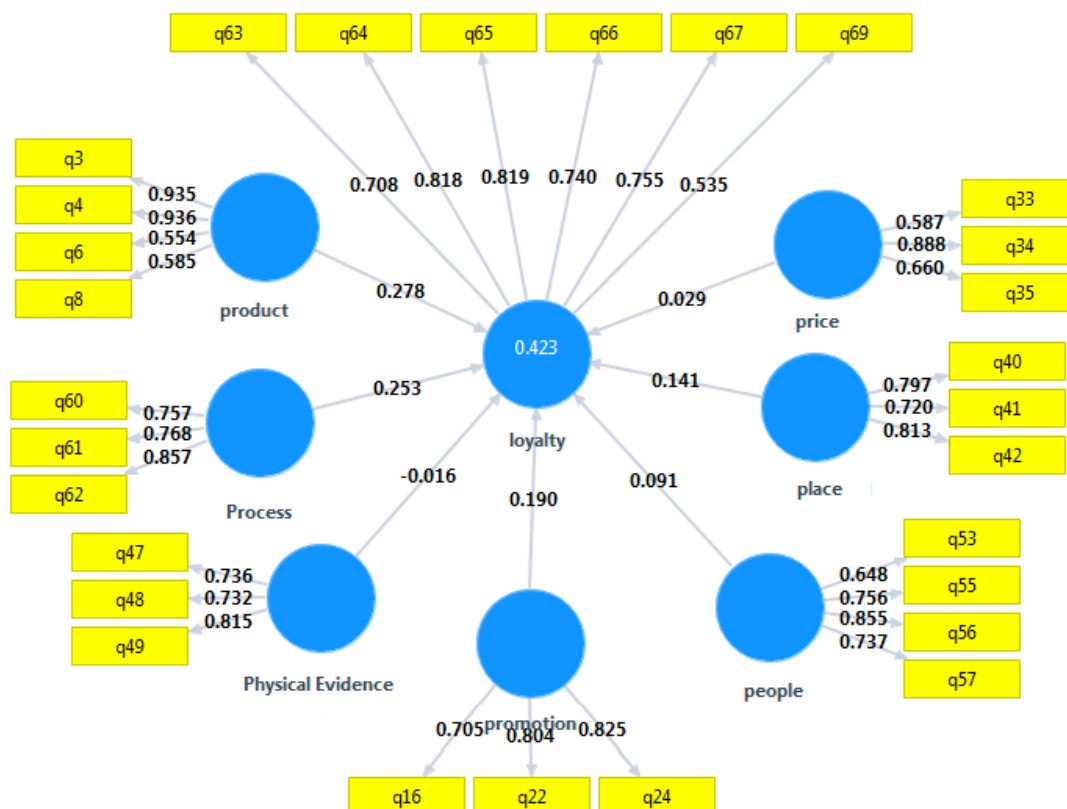 q63
q64
q65
q66
q67
q69
0.708
0.818
0.819
0.740
0.755
0.535
q3
q4
q6
q8
0.935
0.936
0.554
0.585
product
0.278
q33
q34
q35
0.587
0.888
0.660
price
0.029
0.423
loyalty
q60
q61
q62
0.757
0.768
0.857
Process
0.253
q40
q41
q42
0.797
0.720
0.813
place
0.141
q47
q48
q49
0.736
0.732
0.815
Physical Evidence
-0.016
0.190
promotion
0.705
0.804
0.825
q16
q22
q24
0.091
people
0.648
0.756
0.855
0.737
q53
q55
q56
q57